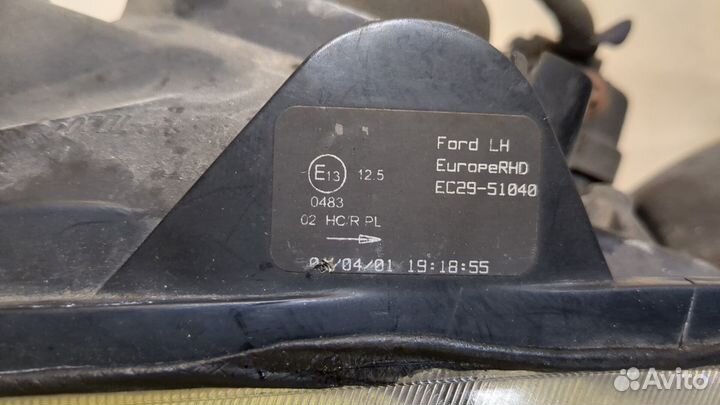 Ford LH
EuropeRHD
EC29-51040
E13 12.5
0483
02 HC/R PL
/04/01 19:18:55
Avito